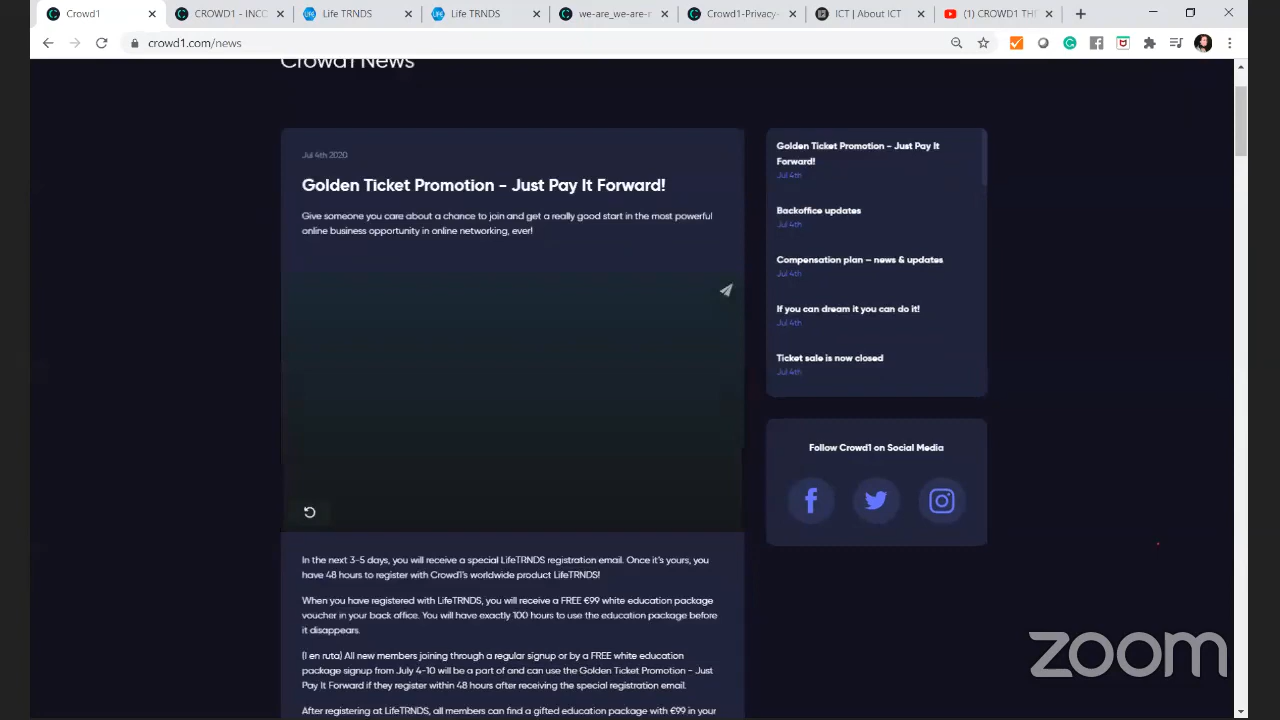 Crowd1
CROWD1 - INCC
Life TRNDS
Life TRNDS
we-are_we-are-r
Crowd1-privacy-
ICT | About ICT
(1) CROWD1 TH
crowd1.com/news
Crowd1 News
Jul 4th 2020
Golden Ticket Promotion - Just Pay It Forward!
Give someone you care about a chance to join and get a really good start in the most powerful
online business opportunity in online networking, ever!
In the next 3-5 days, you will receive a special LifeTRNDS registration email. Once it's yours, you
have 48 hours to register with Crowd1's worldwide product LifeTRNDS!
When you have registered with LifeTRNDS, you will receive a FREE €99 white education package
voucher in your back office. You will have exactly 100 hours to use the education package before
it disappears.
(I en ruta) All new members joining through a regular signup or by a FREE white education
package signup from July 4-10 will be a part of and can use the Golden Ticket Promotion - Just
Pay It Forward if they register within 48 hours after receiving the special registration email.
After registering at LifeTRNDS, all members can find a gifted education package with €99 in your
Golden Ticket Promotion - Just Pay It
Forward!
Jul 4th
Backoffice updates
Jul 4th
Compensation plan – news & updates
Jul 4th
If you can dream it you can do it!
Jul 4th
Ticket sale is now closed
Jul 4th
Follow Crowd1 on Social Media
zoom